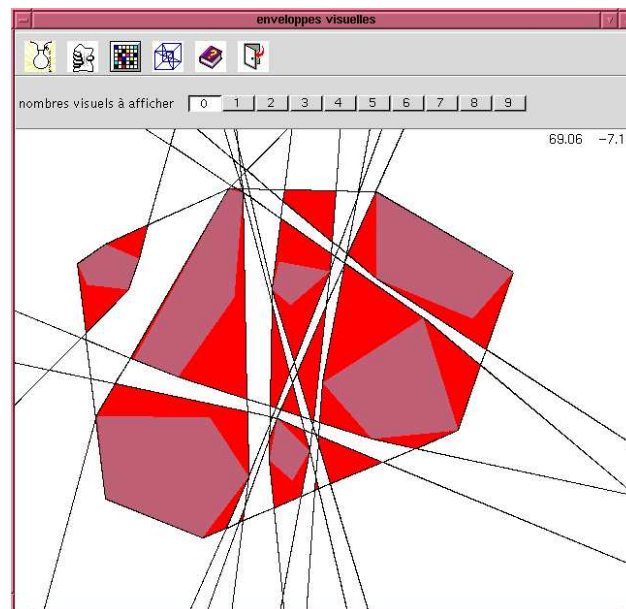 enveloppes visuelles
nombres visuels à afficher 0 1 2 3 4 5 6 7 8 9
69.06 -7.1